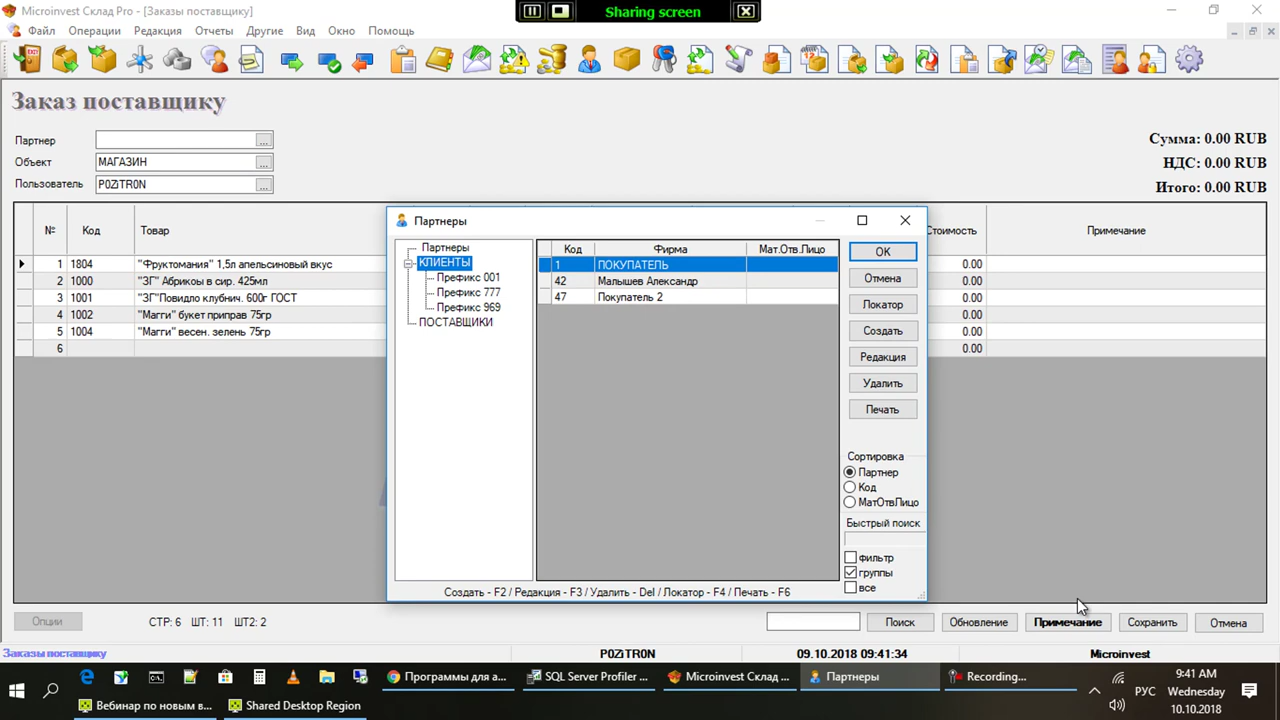 Microinvest Склад Pro - [Заказы поставщику]
Sharing screen
Файл Операции Редакция Отчеты Другие Вид Окно Помощь
Заказ поставщику
Партнер ...
Объект МАГАЗИН ...
Пользователь P0ZiTR0N ...
Сумма: 0.00 RUB
НДС: 0.00 RUB
Итого: 0.00 RUB
№ Код Товар Стоимость Примечание
1 1804 "Фруктомания" 1,5л апельсиновый вкус 0.00
2 1000 "ЗГ" Абрикосы в сир. 425мл 0.00
3 1001 "ЗГ"Повидло клубнич. 600г ГОСТ 0.00
4 1002 "Магги" букет приправ 75гр 0.00
5 1004 "Магги" весен. зелень 75гр 0.00
6 0.00
Партнеры
Партнеры
КЛИЕНТЫ
Префикс 001
Префикс 777
Префикс 969
ПОСТАВЩИКИ
Код Фирма Мат.Отв.Лицо
1 ПОКУПАТЕЛЬ
42 Малышев Александр
47 Покупатель 2
OK
Отмена
Локатор
Создать
Редакция
Удалить
Печать
Сортировка
Партнер
Код
МатОтвЛицо
Быстрый поиск
фильтр
группы
все
Создать - F2 / Редакция - F3 / Удалить - Del / Локатор - F4 / Печать - F6
Опции СТР: 6 ШТ: 11 ШТ2: 2 Поиск Обновление Примечание Сохранить Отмена
Заказы поставщику P0ZiTR0N 09.10.2018 09:41:34 Microinvest
Программы для а... SQL Server Profiler ... Microinvest Склад ... Партнеры Recording...
РУС
9:41 AM
Wednesday
10.10.2018
Вебинар по новым в... Shared Desktop Region